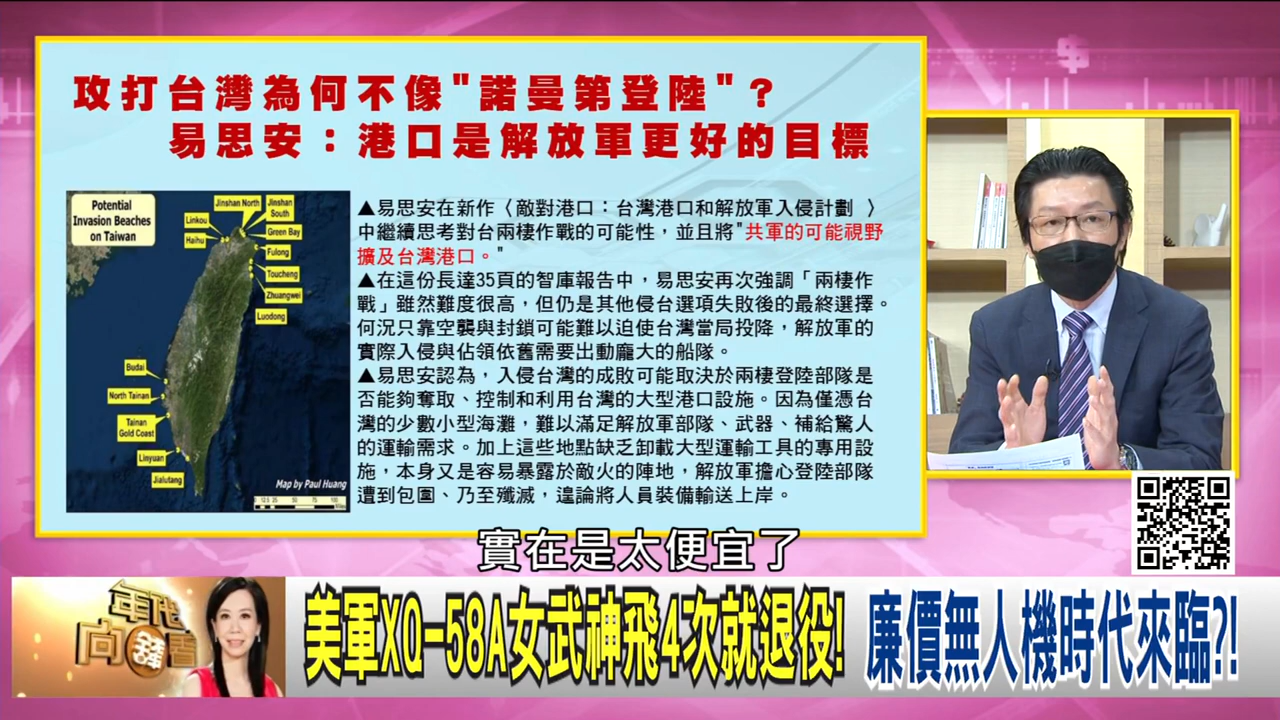 攻打台灣為何不像"諾曼第登陸"？
易思安：港口是解放軍更好的目標
Potential
Invasion Beaches
on Taiwan
Jinshan North
Jinshan
South
Linkou
Haihu
Green Bay
Fulong
Toucheng
Zhuangwei
Luodong
Budai
North Tainan
Tainan
Gold Coast
Linyuan
Jialutang
Map by Paul Huang
▲易思安在新作〈敵對港口：台灣港口和解放軍入侵計劃 〉
中繼續思考對台兩棲作戰的可能性，並且將"共軍的可能視野
擴及台灣港口。"
▲在這份長達35頁的智庫報告中，易思安再次強調「兩棲作
戰」雖然難度很高，但仍是其他侵台選項失敗後的最終選擇。
何況只靠空襲與封鎖可能難以迫使台灣當局投降，解放軍的
實際入侵與佔領依舊需要出動龐大的船隊。
▲易思安認為，入侵台灣的成敗可能取決於兩棲登陸部隊是
否能夠奪取、控制和利用台灣的大型港口設施。因為僅憑台
灣的少數小型海灘，難以滿足解放軍部隊、武器、補給驚人
的運輸需求。加上這些地點缺乏卸載大型運輸工具的專用設
施，本身又是容易暴露於敵火的陣地，解放軍擔心登陸部隊
遭到包圍、乃至殲滅，遑論將人員裝備輸送上岸。
實在是太便宜了
年代
向錢看
美軍XQ-58A女武神飛4次就退役! 廉價無人機時代來臨?!